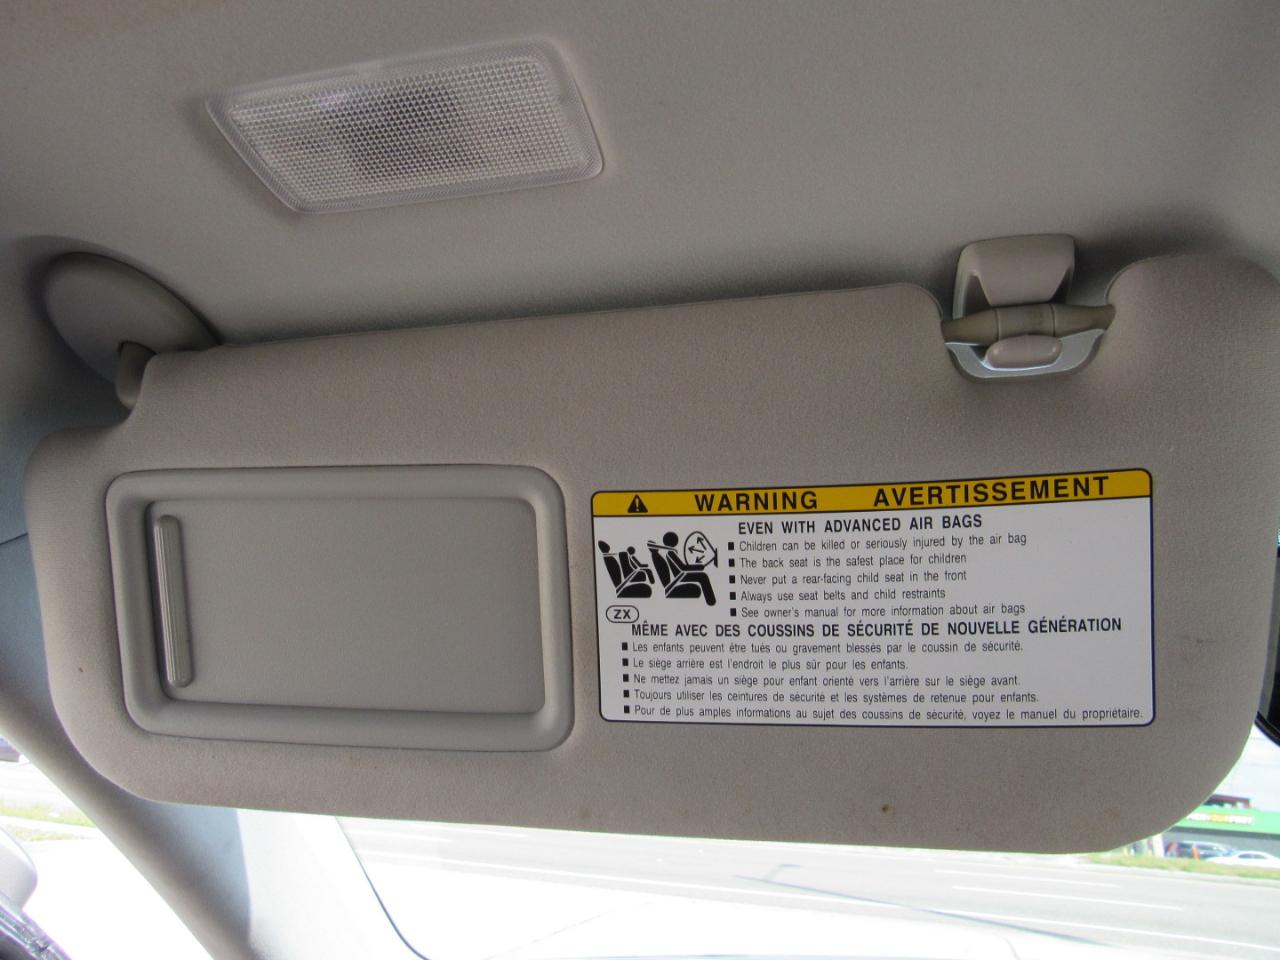 WARNING AVERTISSEMENT
EVEN WITH ADVANCED AIR BAGS
■ Children can be killed or seriously injured by the air bag
■ The back seat is the safest place for children
■ Never put a rear-facing child seat in the front
■ Always use seat belts and child restraints
■ See owner's manual for more information about air bags
ZX
MÊME AVEC DES COUSSINS DE SÉCURITÉ DE NOUVELLE GÉNÉRATION
■ Les enfants peuvent être tués ou gravement blessés par le coussin de sécurité.
■ Le siège arrière est l'endroit le plus sûr pour les enfants.
■ Ne mettez jamais un siège pour enfant orienté vers l'arrière sur le siège avant.
■ Toujours utiliser les ceintures de sécurité et les systèmes de retenue pour enfants.
■ Pour de plus amples informations au sujet des coussins de sécurité, voyez le manuel du propriétaire.